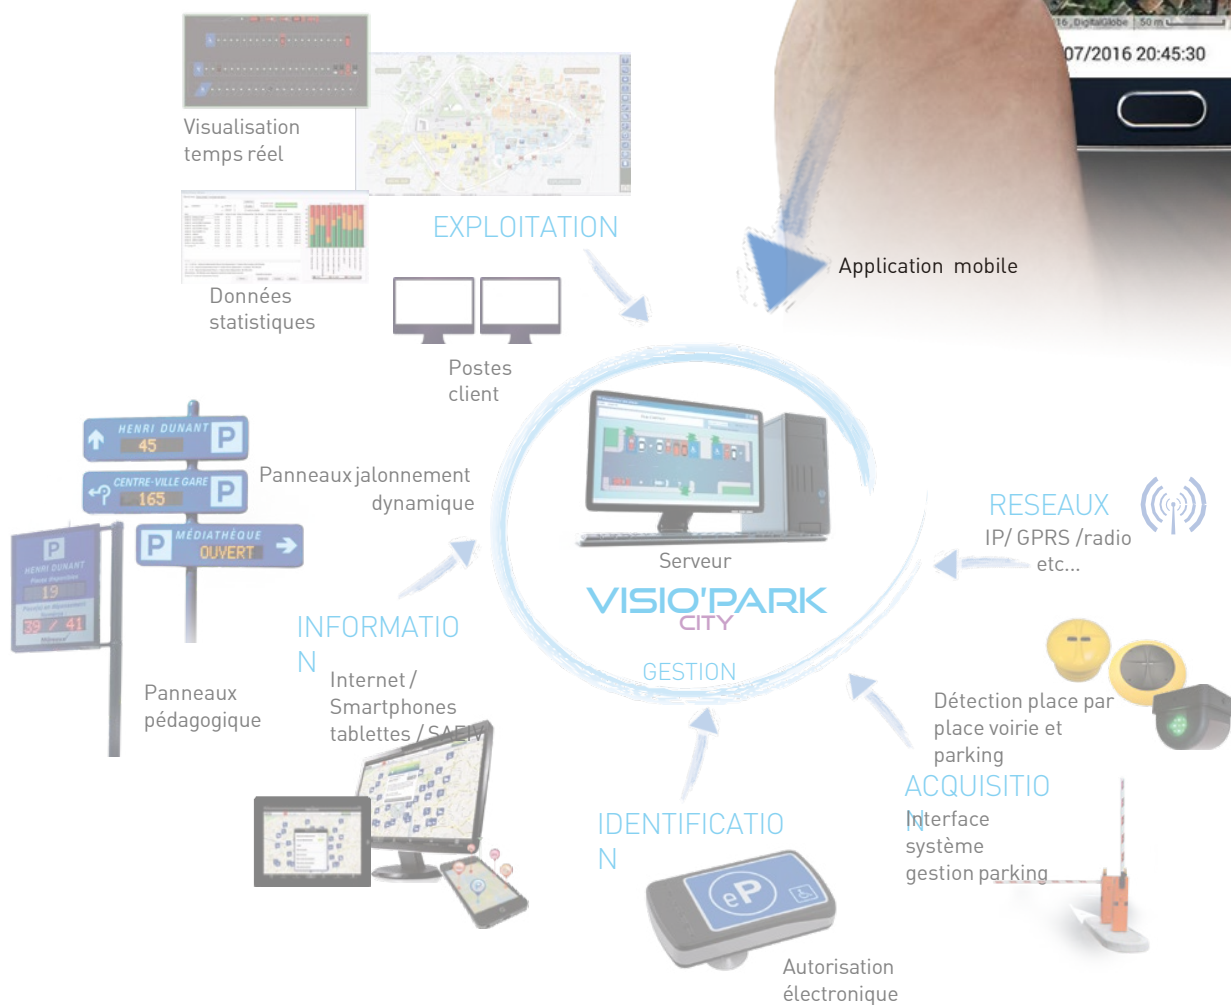 16 , DigitalGlobe 50 m
07/2016 20:45:30
Visualisation
temps réel
EXPLOITATION
Application mobile
Données
statistiques
Postes
client
HENRI DUNANT
45
P
CENTRE-VILLE GARE
165
P
P
MÉDIATHÈQUE
OUVERT
P
HENRI DUNANT
19
39 / 41
Panneaux jalonnement
dynamique
RESEAUX
IP/ GPRS /radio
etc...
Serveur
VISIO'PARK
CITY
GESTION
INFORMATIO
N
Internet /
Smartphones
tablettes / SAEIV
Panneaux
pédagogique
Détection place par
place voirie et
parking
ACQUISITIO
N
Interface
système
gestion parking
IDENTIFICATIO
N
eP
Autorisation
électronique